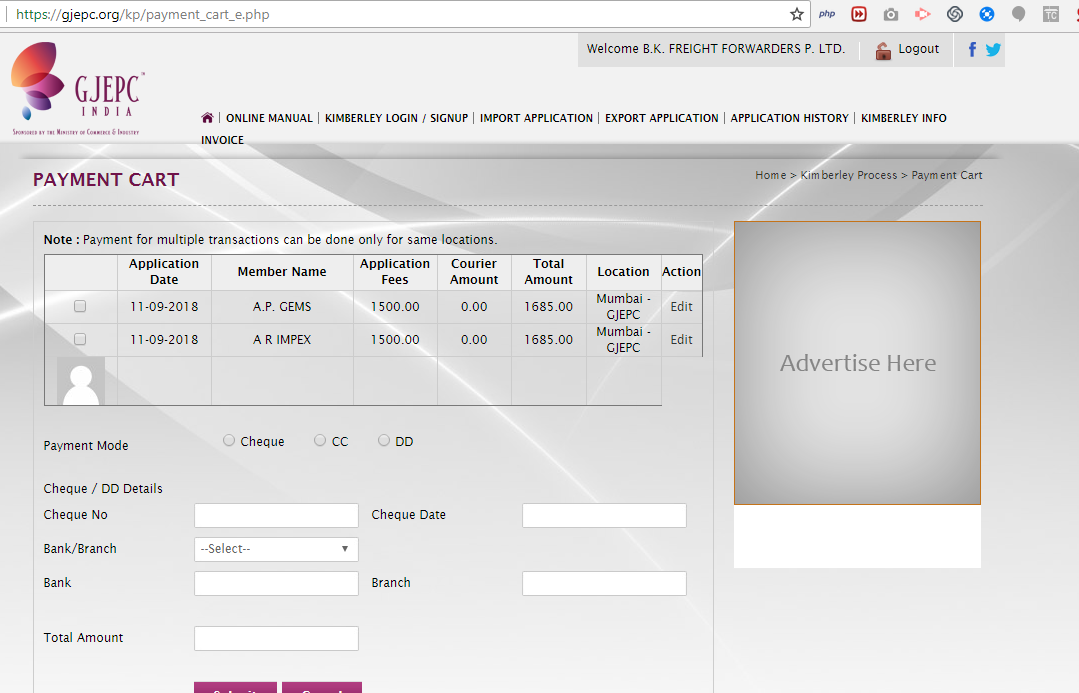 https://gjepc.org/kp/payment_cart_e.php
php
TC
Welcome B.K. FREIGHT FORWARDERS P. LTD.
Logout
GJEPC
INDIA
SPONSORED BY THE MINISTRY OF COMMERCE & INDUSTRY
ONLINE MANUAL | KIMBERLEY LOGIN / SIGNUP | IMPORT APPLICATION | EXPORT APPLICATION | APPLICATION HISTORY | KIMBERLEY INFO
INVOICE
PAYMENT CART
Home > Kimberley Process > Payment Cart
Note : Payment for multiple transactions can be done only for same locations.
Application Date Member Name Application Fees Courier Amount Total Amount Location Action
11-09-2018 A.P. GEMS 1500.00 0.00 1685.00 Mumbai - GJEPC Edit
11-09-2018 A R IMPEX 1500.00 0.00 1685.00 Mumbai - GJEPC Edit
Advertise Here
Payment Mode Cheque CC DD
Cheque / DD Details
Cheque No Cheque Date
Bank/Branch --Select--
Bank Branch
Total Amount